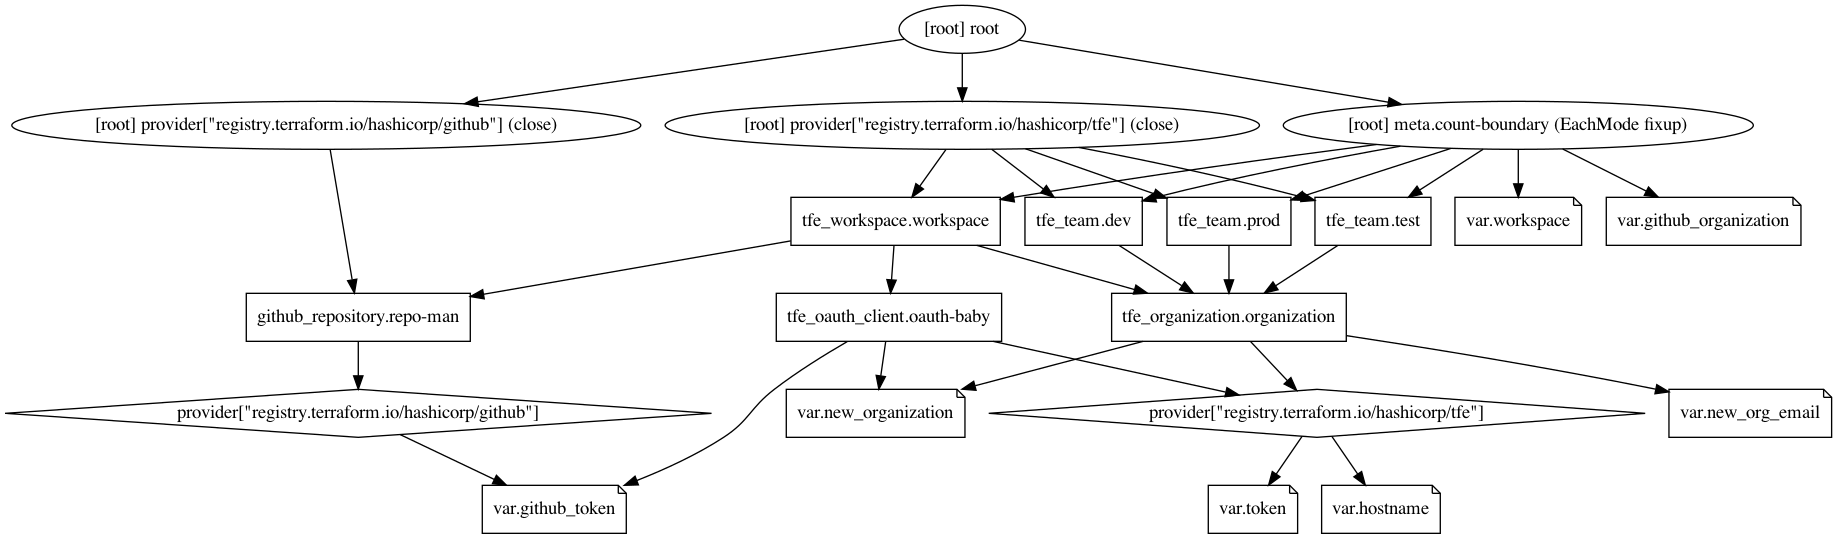 [root] root
[root] provider["registry.terraform.io/hashicorp/github"] (close)
[root] provider["registry.terraform.io/hashicorp/tfe"] (close)
[root] meta.count-boundary (EachMode fixup)
tfe_workspace.workspace
tfe_team.dev
tfe_team.prod
tfe_team.test
var.workspace
var.github_organization
github_repository.repo-man
tfe_oauth_client.oauth-baby
tfe_organization.organization
provider["registry.terraform.io/hashicorp/github"]
var.new_organization
provider["registry.terraform.io/hashicorp/tfe"]
var.new_org_email
var.github_token
var.token
var.hostname